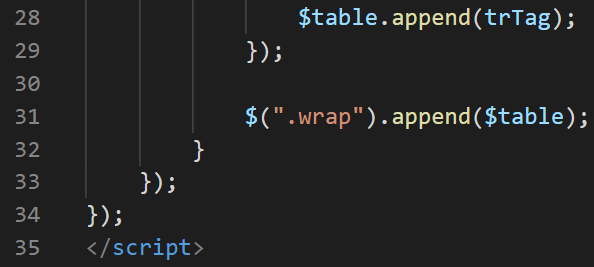 28 $table.append(trTag);
29 });
30
31 $(".wrap").append($table);
32 }
33 });
34 });
35 </script>